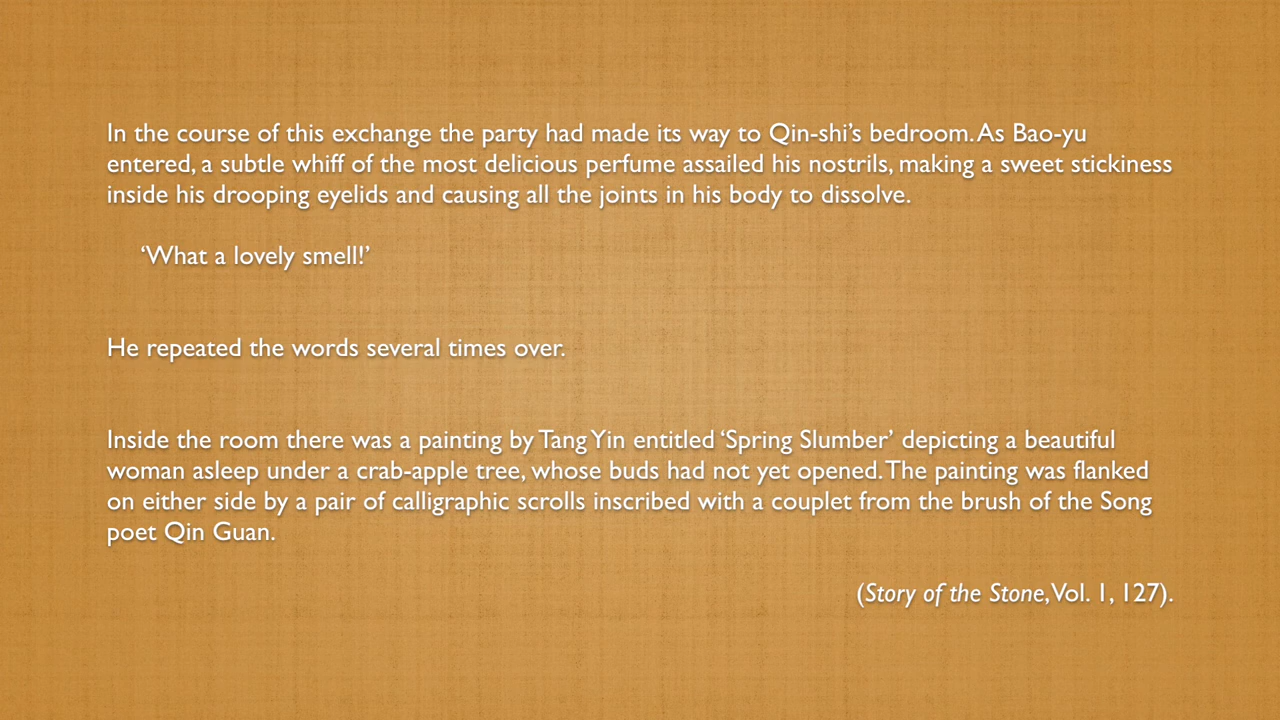 In the course of this exchange the party had made its way to Qin-shi’s bedroom. As Bao-yu
entered, a subtle whiff of the most delicious perfume assailed his nostrils, making a sweet stickiness
inside his drooping eyelids and causing all the joints in his body to dissolve.
‘What a lovely smell!’
He repeated the words several times over.
Inside the room there was a painting by Tang Yin entitled ‘Spring Slumber’ depicting a beautiful
woman asleep under a crab-apple tree, whose buds had not yet opened. The painting was flanked
on either side by a pair of calligraphic scrolls inscribed with a couplet from the brush of the Song
poet Qin Guan.
(Story of the Stone, Vol. 1, 127).